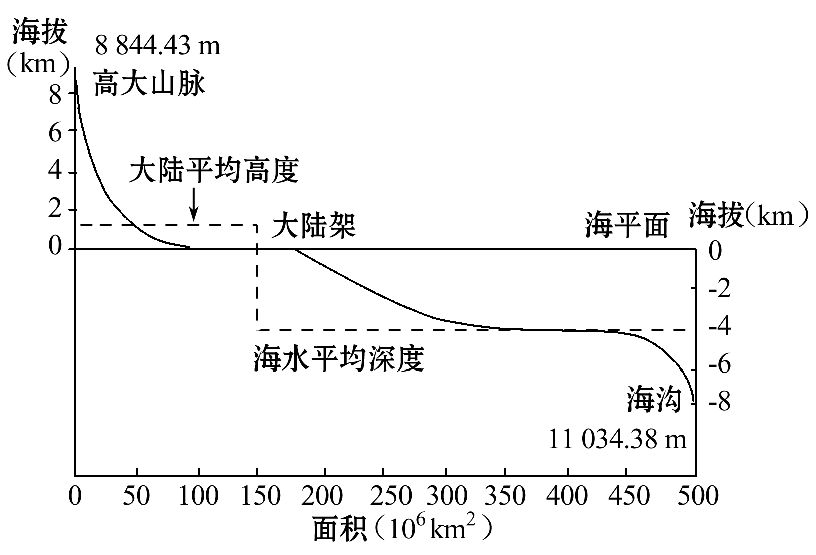 海拔
(km)
8 844.43 m
高大山脉
8
6
4
大陆平均高度
2
大陆架
海平面
海拔(km)
0
0
-2
-4
海水平均深度
-6
海沟
-8
11 034.38 m
0 50 100 150 200 250 300 350 400 450 500
面积(10⁶km²)